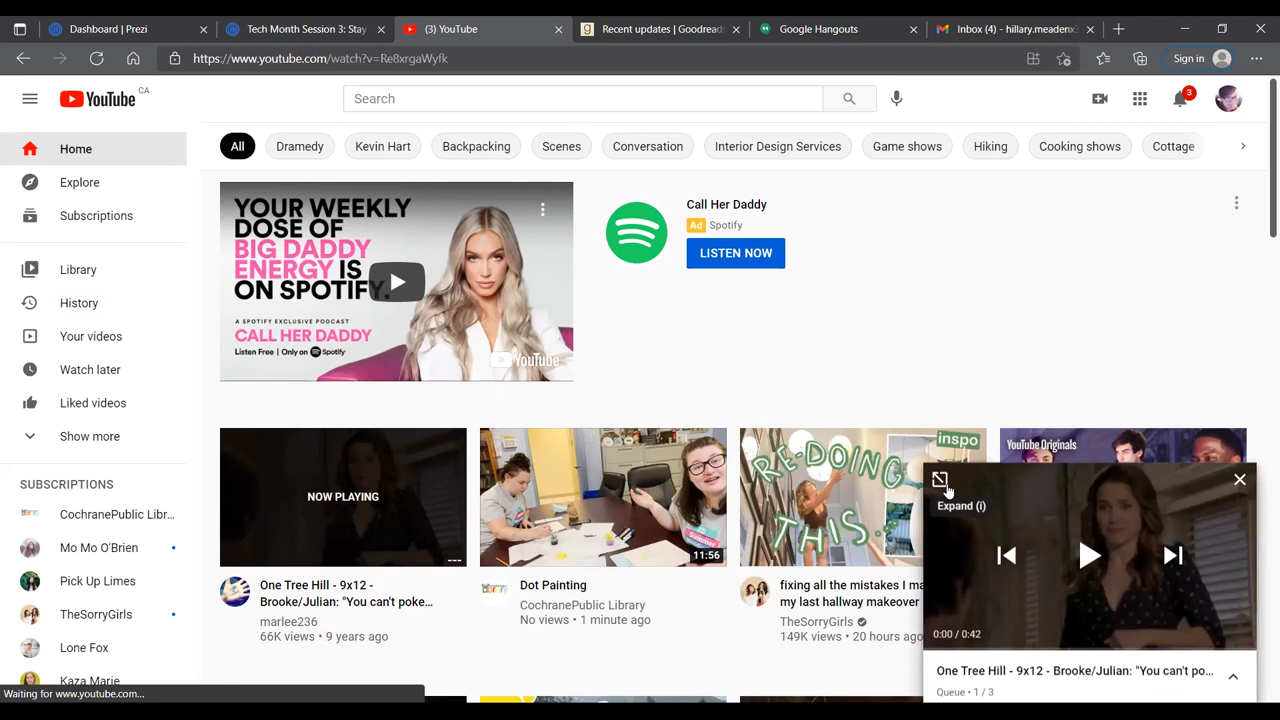 Dashboard | Prezi
Tech Month Session 3: Stay
(3) YouTube
Recent updates | Goodreads
Google Hangouts
Inbox (4) - hillary.meadenx3
https://www.youtube.com/watch?v=Re8xrgaWyfk
Sign in
YouTube CA
Search
3
Home
Explore
Subscriptions
Library
History
Your videos
Watch later
Liked videos
Show more
SUBSCRIPTIONS
CochranePublic Libr...
Mo Mo O'Brien
Pick Up Limes
TheSorryGirls
Lone Fox
Kaza Marie
Waiting for www.youtube.com...
All
Dramedy
Kevin Hart
Backpacking
Scenes
Conversation
Interior Design Services
Game shows
Hiking
Cooking shows
Cottage
YOUR WEEKLY
DOSE OF
BIG DADDY
ENERGY IS
ON SPOTIFY.
A SPOTIFY EXCLUSIVE PODCAST
CALL HER DADDY
Listen Free | Only on Spotify
YouTube
Call Her Daddy
Ad Spotify
LISTEN NOW
NOW PLAYING
One Tree Hill - 9x12 -
Brooke/Julian: "You can't poke...
marlee236
66K views • 9 years ago
11:56
Dot Painting
CochranePublic Library
No views • 1 minute ago
inspo
RE-DOING
THIS
fixing all the mistakes I ma
my last hallway makeover
TheSorryGirls
149K views • 20 hours ago
YouTube Originals
Expand (i)
0:00 / 0:42
One Tree Hill - 9x12 - Brooke/Julian: "You can't po...
Queue • 1 / 3